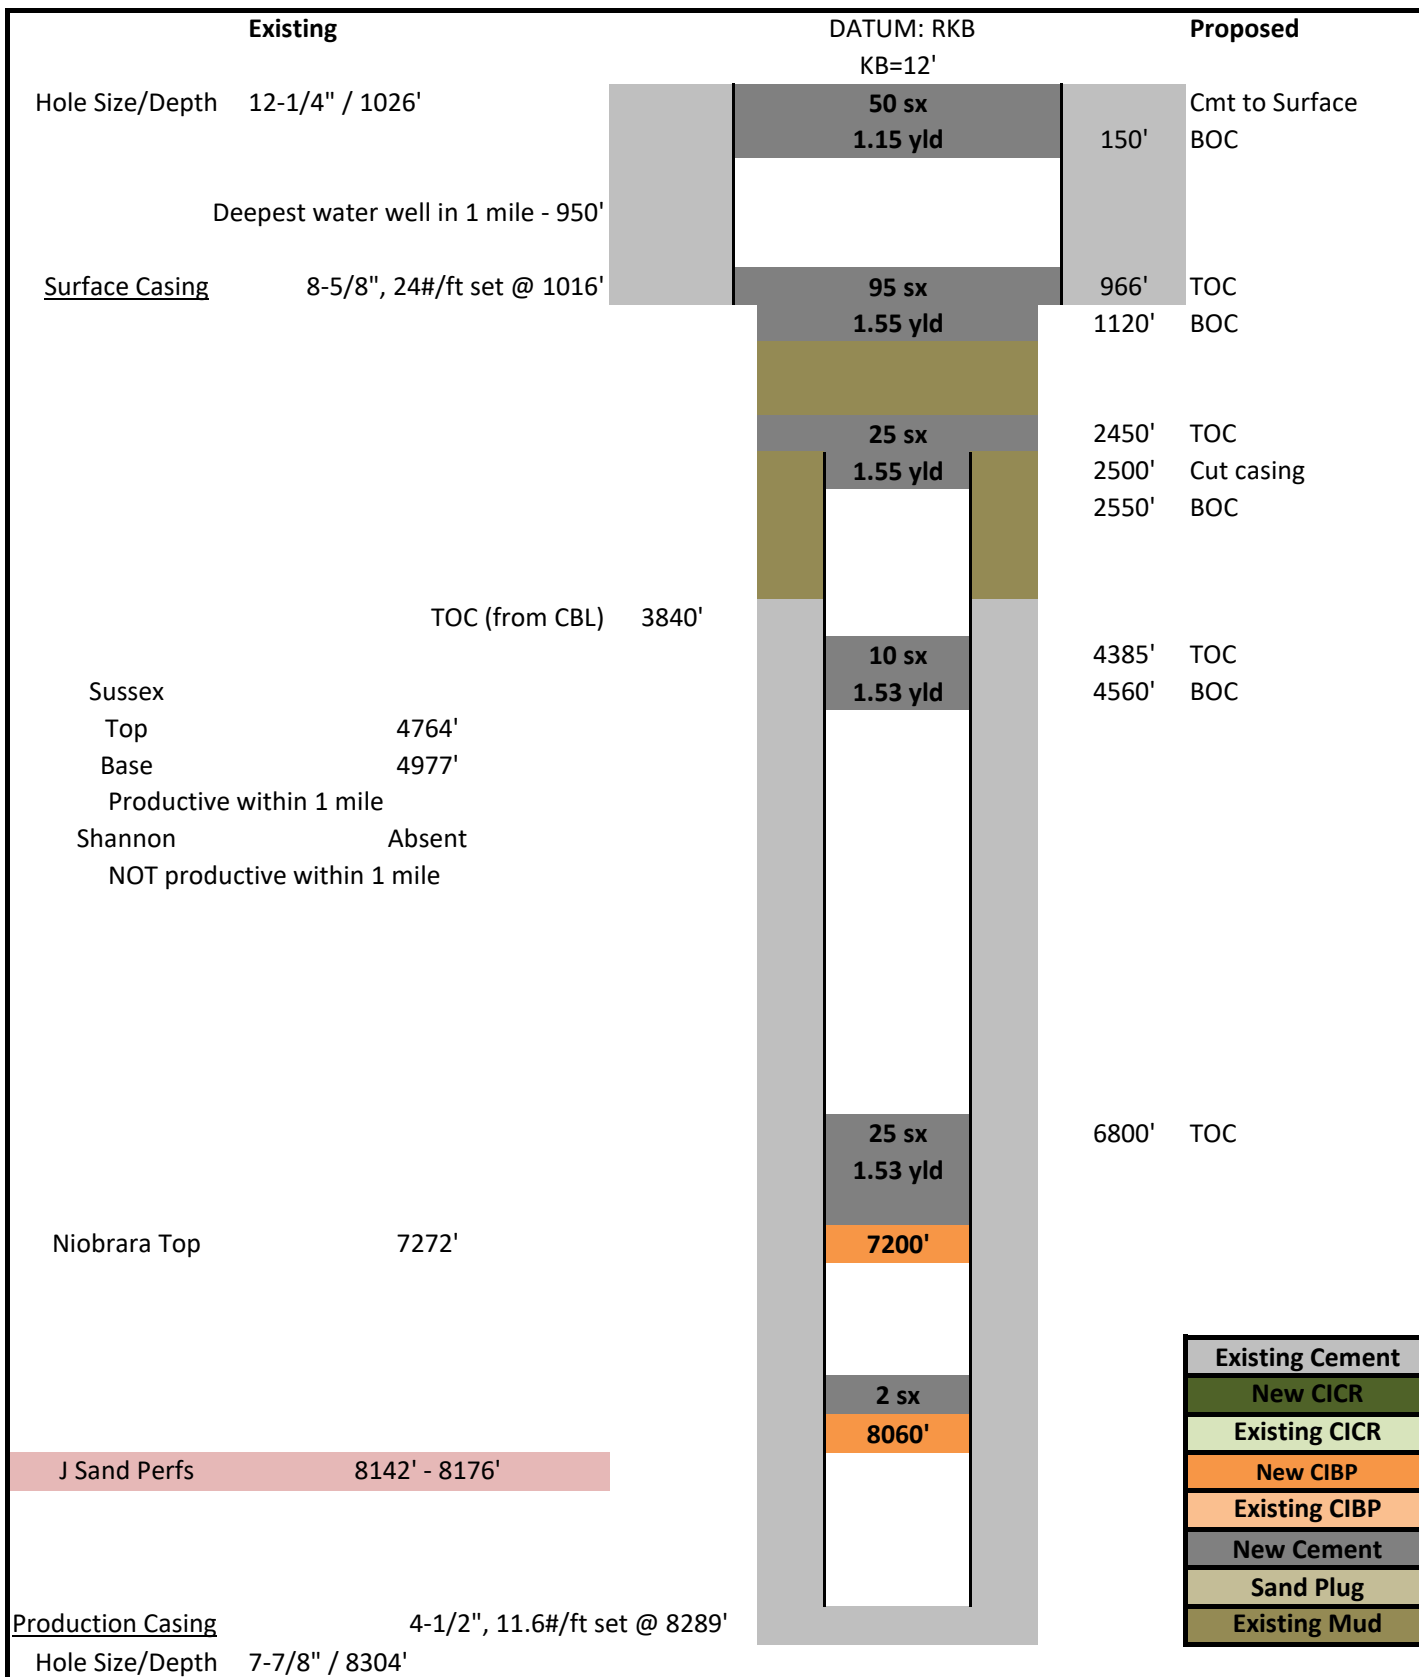 Existing DATUM: RKB Proposed
KB=12'
Hole Size/Depth 12-1/4" / 1026' 50 sx Cmt to Surface
1.15 yld 150' BOC
Deepest water well in 1 mile - 950'
Surface Casing 8-5/8", 24#/ft set @ 1016' 95 sx 966' TOC
1.55 yld 1120' BOC
25 sx 2450' TOC
1.55 yld 2500' Cut casing
2550' BOC
TOC (from CBL) 3840'
10 sx 4385' TOC
Sussex 1.53 yld 4560' BOC
Top 4764'
Base 4977'
Productive within 1 mile
Shannon Absent
NOT productive within 1 mile
25 sx 6800' TOC
1.53 yld
Niobrara Top 7272' 7200'
Existing Cement
2 sx New CICR
8060' Existing CICR
J Sand Perfs 8142' - 8176' New CIBP
Existing CIBP
New Cement
Sand Plug
Production Casing 4-1/2", 11.6#/ft set @ 8289' Existing Mud
Hole Size/Depth 7-7/8" / 8304'